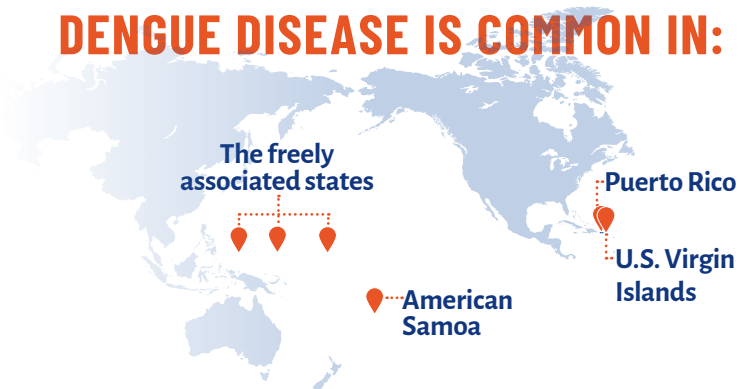 DENGUE DISEASE IS COMMON IN:
The freely
associated states
Puerto Rico
U.S. Virgin
Islands
American
Samoa